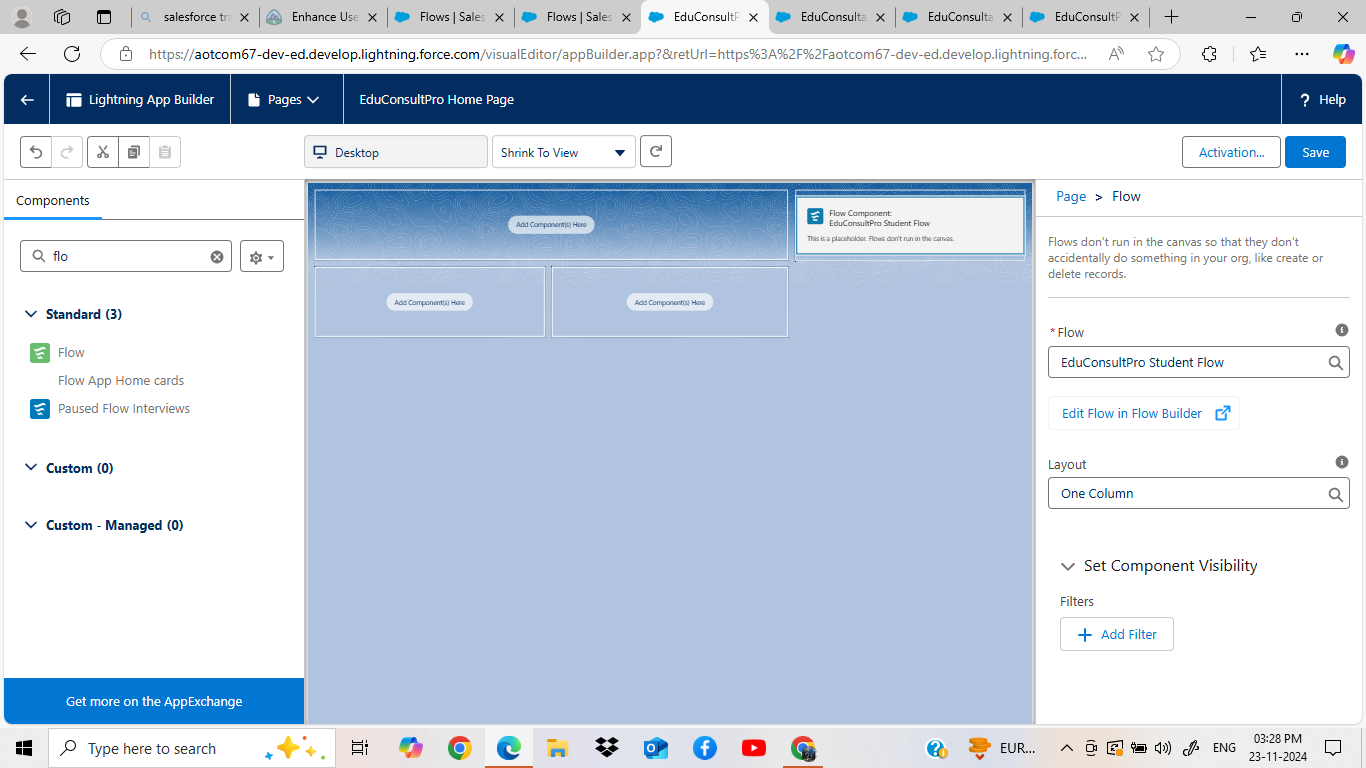 salesforce tra
Enhance Use
Flows | Sales
Flows | Sales
EduConsultP
EduConsulta
EduConsulta
EduConsultP
https://aotcom67-dev-ed.develop.lightning.force.com/visualEditor/appBuilder.app?&retUrl=https%3A%2F%2Faotcom67-dev-ed.develop.lightning.forc...
Lightning App Builder
Pages
EduConsultPro Home Page
? Help
Desktop
Shrink To View
Activation...
Save
Components
flo
Standard (3)
Flow
Flow App Home cards
Paused Flow Interviews
Custom (0)
Custom - Managed (0)
Get more on the AppExchange
Add Component(s) Here
Flow Component:
EduConsultPro Student Flow
This is a placeholder. Flows don't run in the canvas.
Add Component(s) Here
Add Component(s) Here
Page > Flow
Flows don't run in the canvas so that they don't
accidentally do something in your org, like create or
delete records.
* Flow
EduConsultPro Student Flow
Edit Flow in Flow Builder
Layout
One Column
Set Component Visibility
Filters
+ Add Filter
Type here to search
EUR...
ENG
03:28 PM
23-11-2024